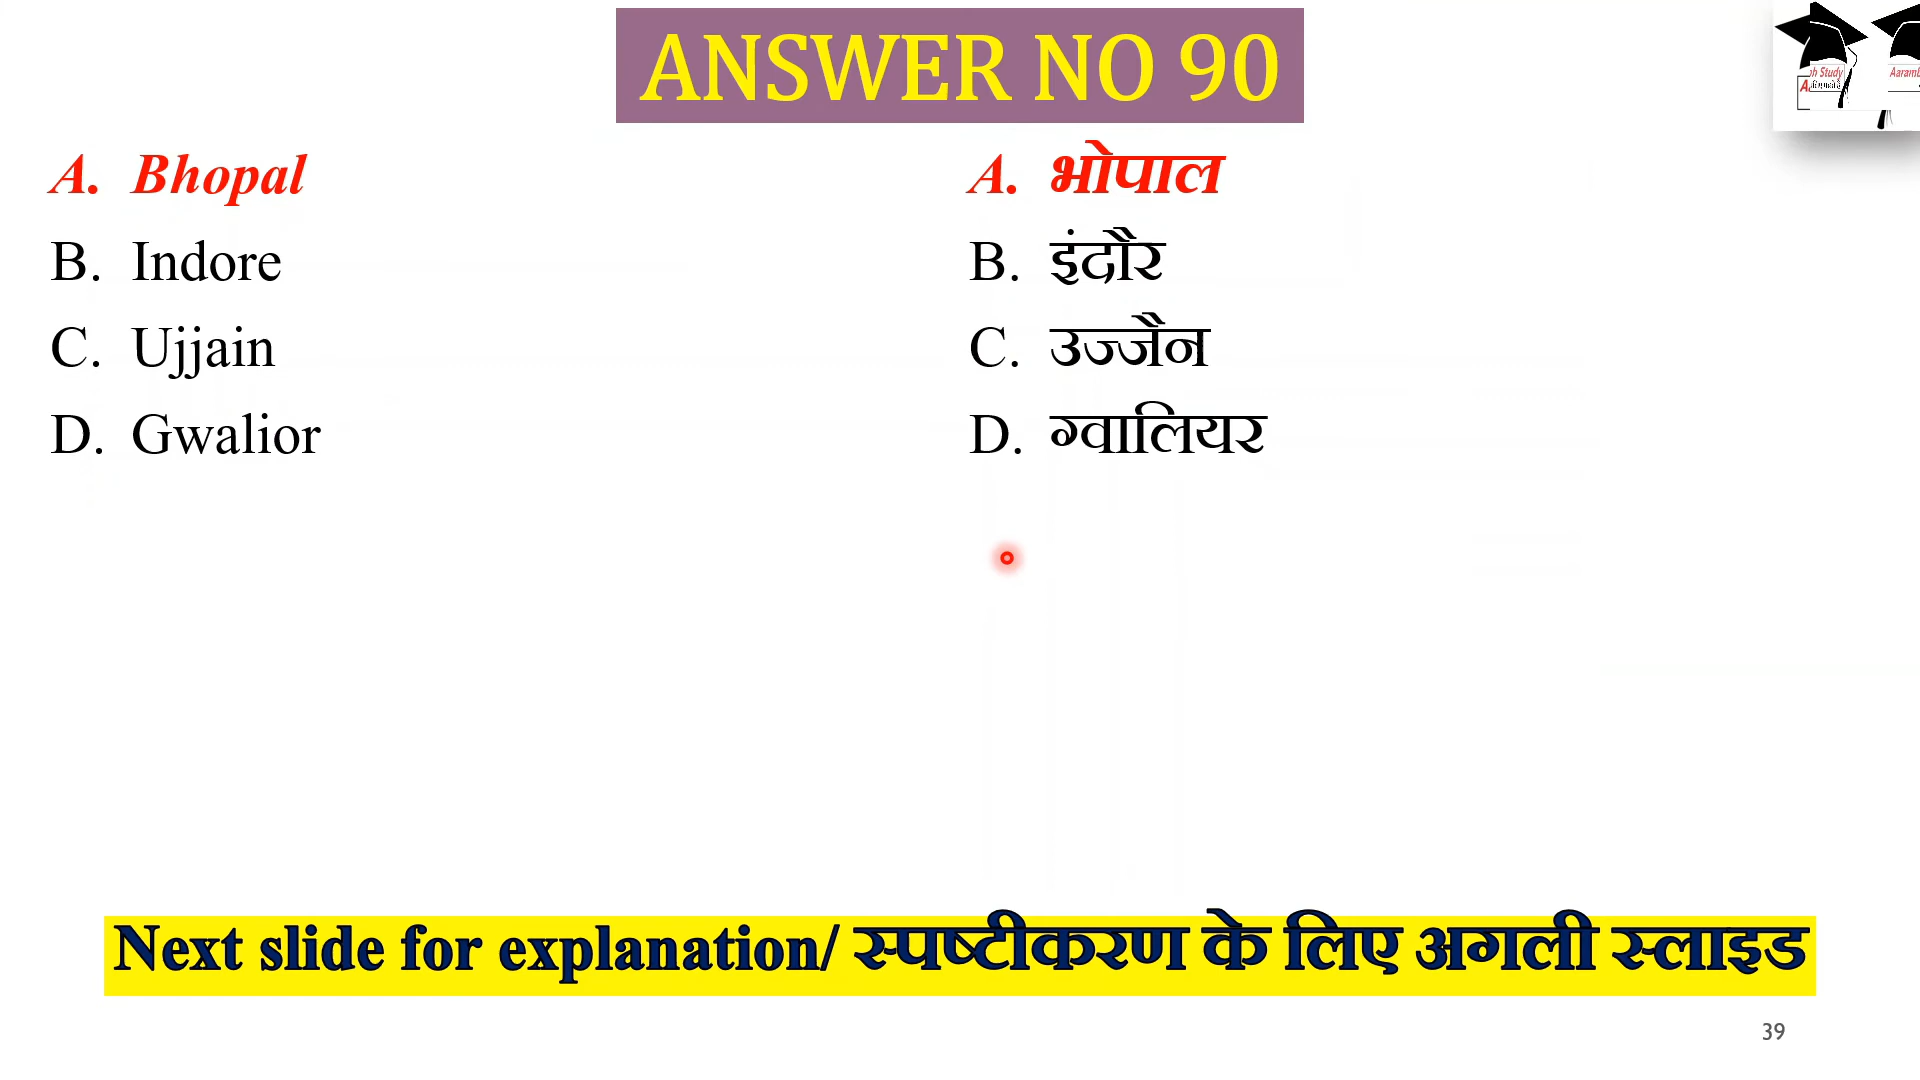 ANSWER NO 90
A. Bhopal
B. Indore
C. Ujjain
D. Gwalior
A. भोपाल
B. इंदौर
C. उज्जैन
D. ग्वालियर
Next slide for explanation/ स्पष्टीकरण के लिए अगली स्लाइड
39